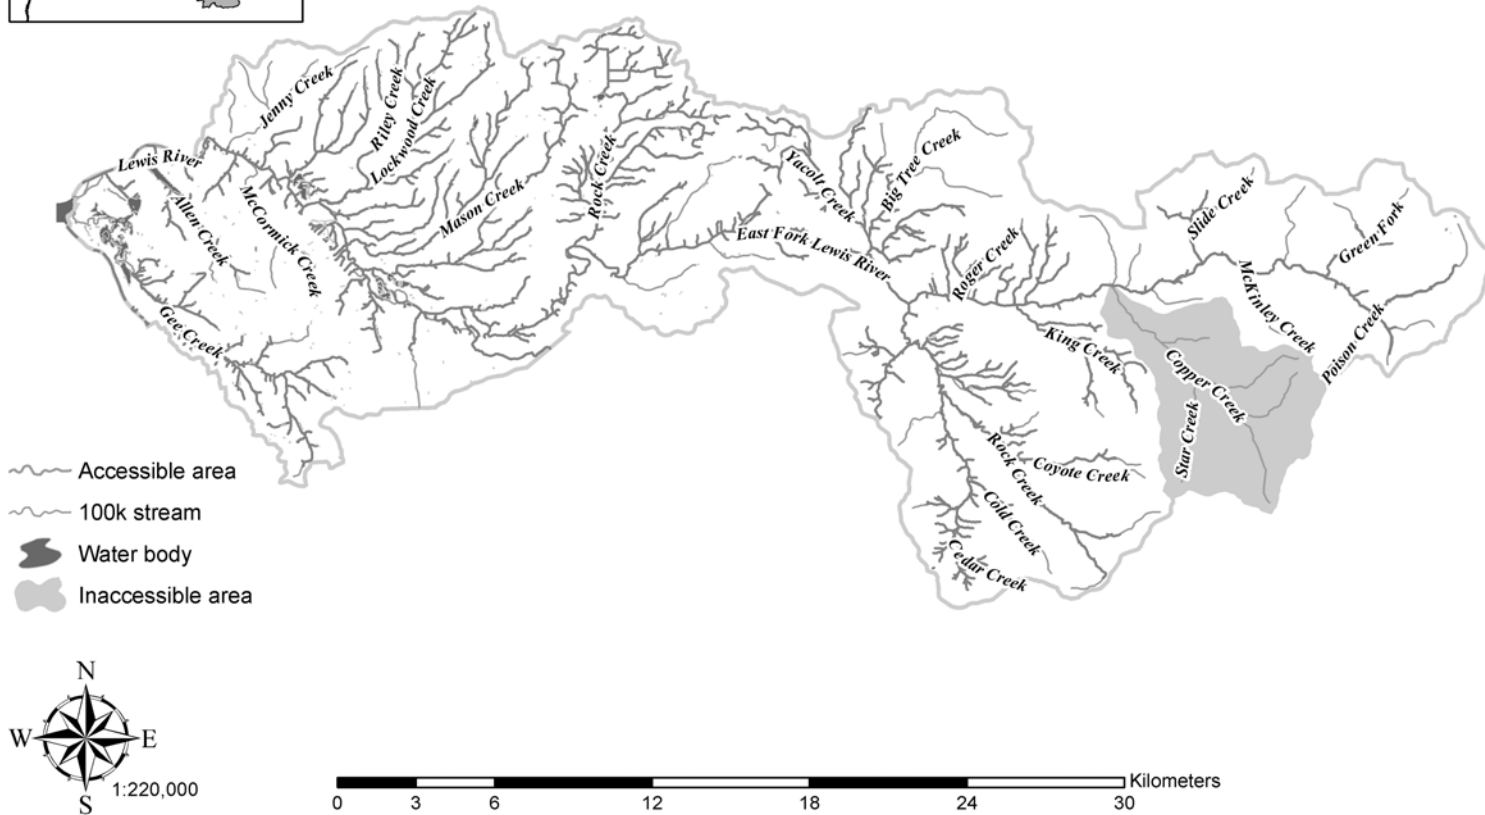 Jenny Creek
Riley Creek
Lockwood Creek
Lewis River
Allen Creek
McCormick Creek
Mason Creek
Rock Creek
Yacolt Creek
Big Tree Creek
East Fork Lewis River
Roger Creek
Slide Creek
Green Fork
McKinley Creek
Poison Creek
Gee Creek
King Creek
Copper Creek
Star Creek
Rock Creek
Coyote Creek
Cold Creek
Cedar Creek
Accessible area
100k stream
Water body
Inaccessible area
N
W
E
S
1:220,000
Kilometers
0 3 6 12 18 24 30